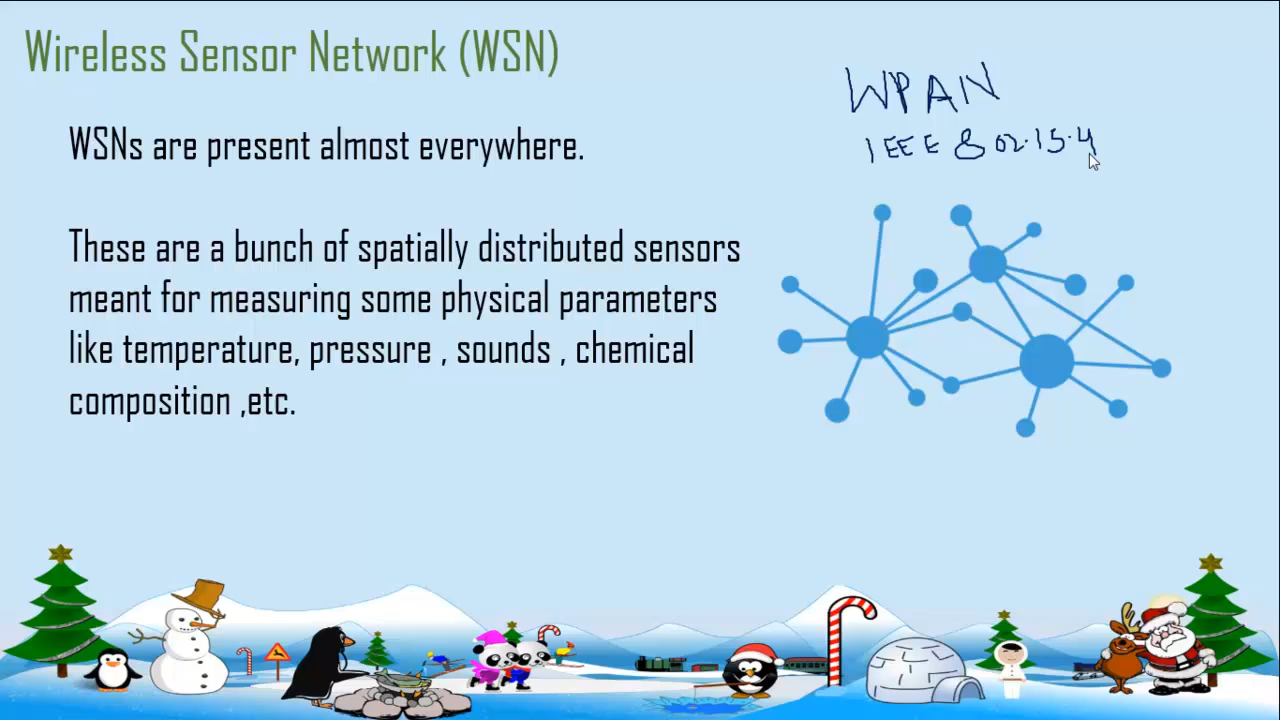 Wireless Sensor Network (WSN)
WPAN
IEEE 802.15.4
WSNs are present almost everywhere.
These are a bunch of spatially distributed sensors
meant for measuring some physical parameters
like temperature, pressure , sounds , chemical
composition ,etc.